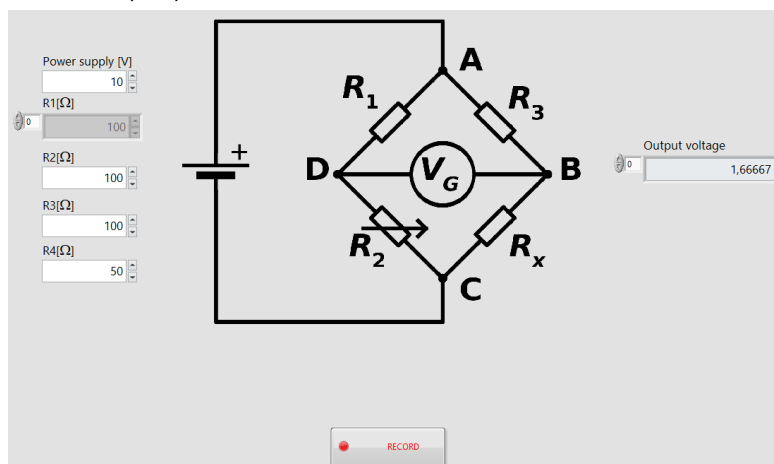 Power supply [V]
10
R1[Ω]
0
100
R2[Ω]
100
R3[Ω]
100
R4[Ω]
50
A
R1
R3
+
D
VG
B
R2
Rx
C
Output voltage
0
1,66667
RECORD